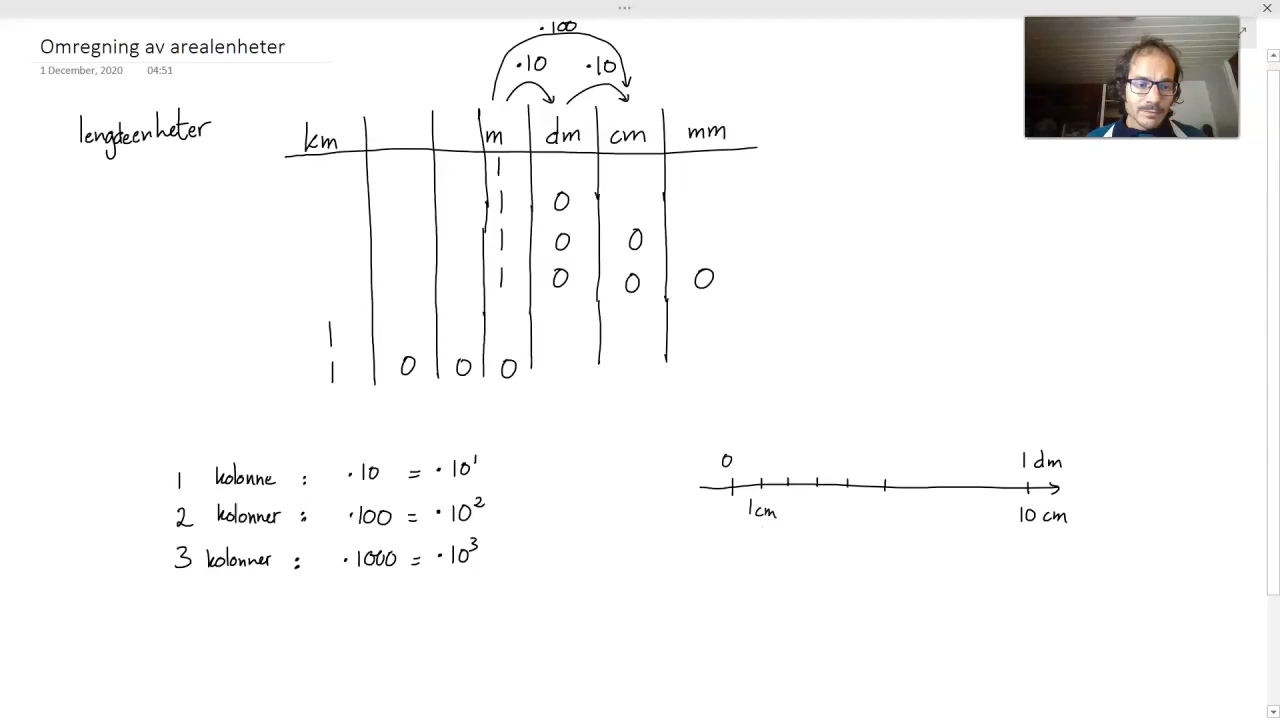 Omregning av arealenheter
1 December, 2020 04:51
·100
·10 ·10
lengdeenheter
km m dm cm mm
1
1 0
1 0 0
1 0 0 0
1
1 0 0 0
1 kolonne : ·10 = ·10¹
2 kolonner : ·100 = ·10²
3 kolonner : ·1000 = ·10³
0 1 dm
1cm 10 cm